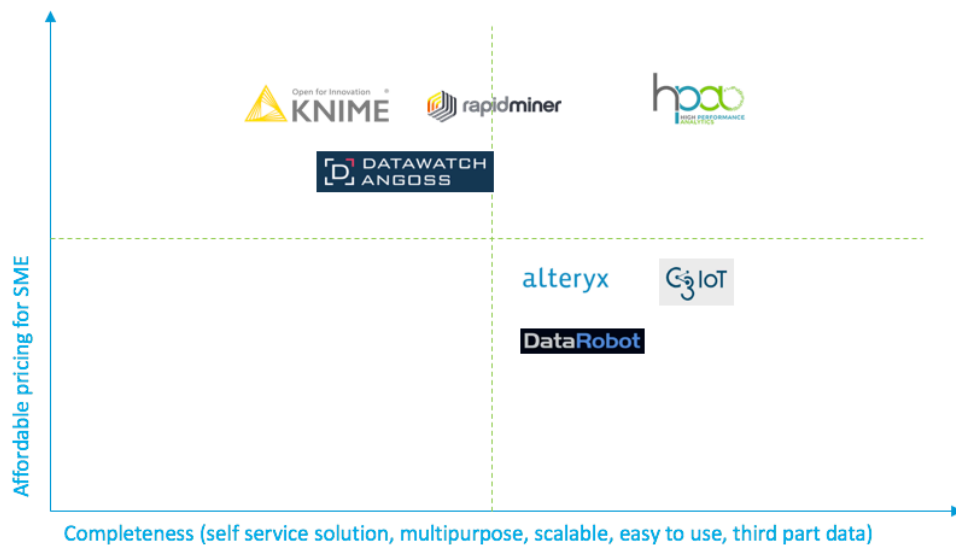 Open for Innovation
KNIME
®
rapidminer
hpa
HIGH PERFORMANCE
ANALYTICS
[D] DATAWATCH
ANGOSS
Affordable pricing for SME
alteryx
C3 IoT
DataRobot
Completeness (self service solution, multipurpose, scalable, easy to use, third part data)